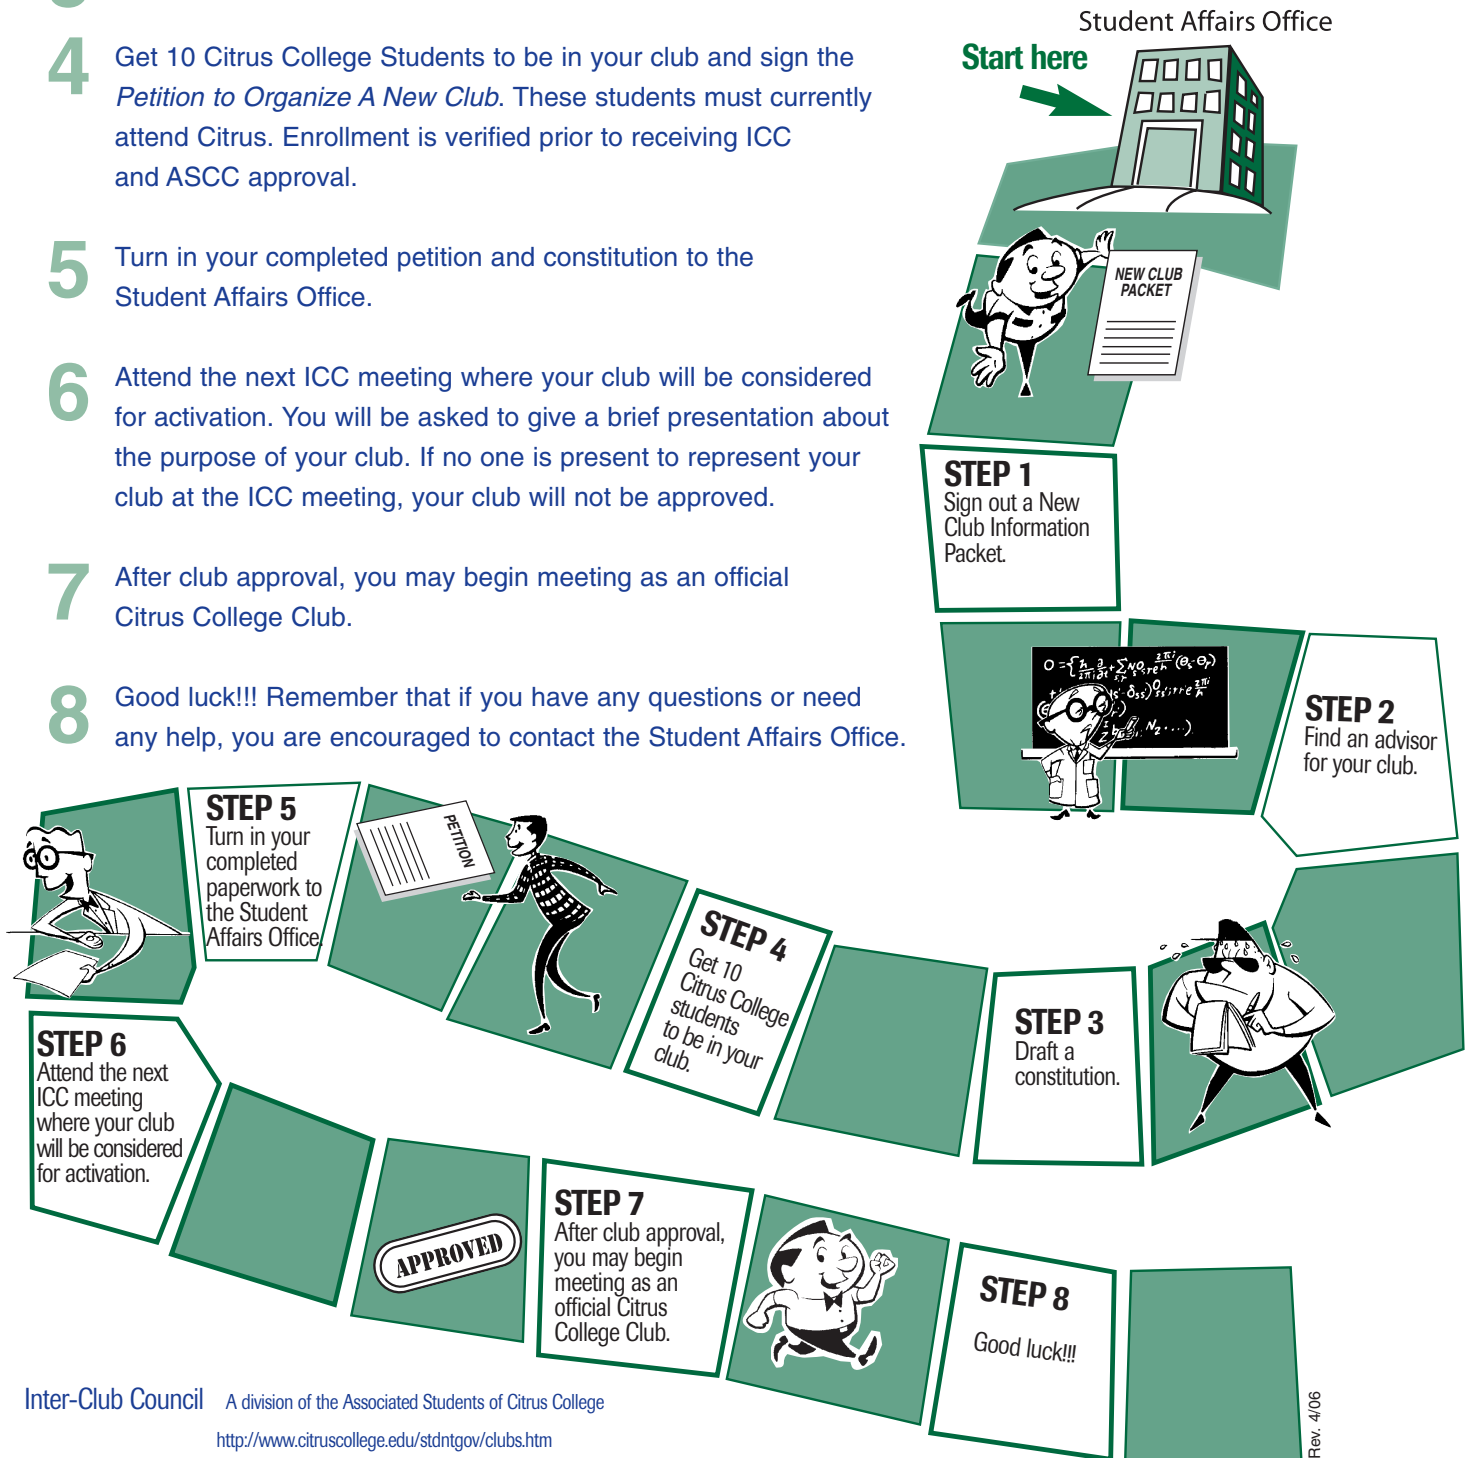 4
Get 10 Citrus College Students to be in your club and sign the
Petition to Organize A New Club. These students must currently
attend Citrus. Enrollment is verified prior to receiving ICC
and ASCC approval.
5
Turn in your completed petition and constitution to the
Student Affairs Office.
6
Attend the next ICC meeting where your club will be considered
for activation. You will be asked to give a brief presentation about
the purpose of your club. If no one is present to represent your
club at the ICC meeting, your club will not be approved.
7
After club approval, you may begin meeting as an official
Citrus College Club.
8
Good luck!!! Remember that if you have any questions or need
any help, you are encouraged to contact the Student Affairs Office.
Student Affairs Office
Start here
NEW CLUB
PACKET
STEP 1
Sign out a New
Club Information
Packet.
STEP 2
Find an advisor
for your club.
STEP 3
Draft a
constitution.
STEP 4
Get 10
Citrus College
students
to be in your
club.
PETITION
STEP 5
Turn in your
completed
paperwork to
the Student
Affairs Office.
STEP 6
Attend the next
ICC meeting
where your club
will be considered
for activation.
APPROVED
STEP 7
After club approval,
you may begin
meeting as an
official Citrus
College Club.
STEP 8
Good luck!!!
Inter-Club Council A division of the Associated Students of Citrus College
http://www.citruscollege.edu/stdntgov/clubs.htm
Rev. 4/06